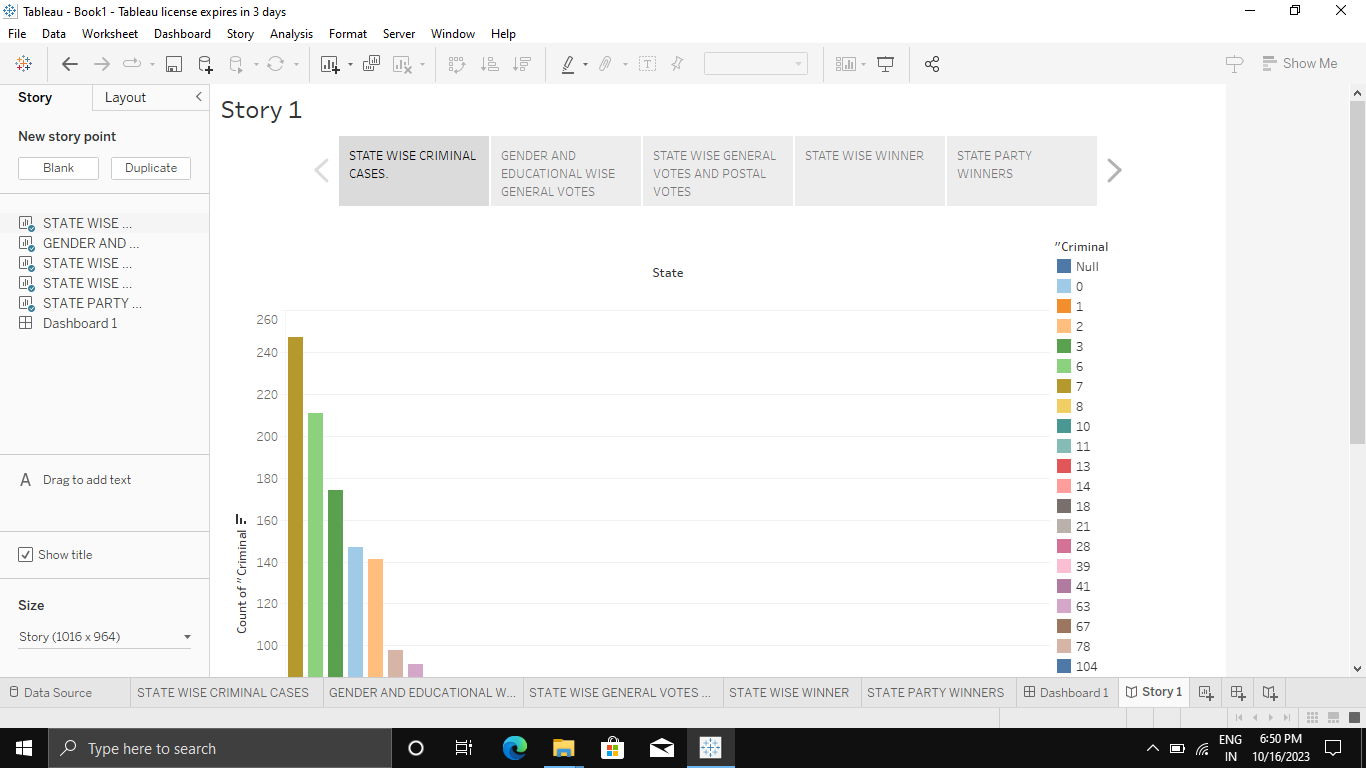 Tableau - Book1 - Tableau license expires in 3 days
File Data Worksheet Dashboard Story Analysis Format Server Window Help
Show Me
Story Layout
New story point
Blank Duplicate
STATE WISE ...
GENDER AND ...
STATE WISE ...
STATE WISE ...
STATE PARTY ...
Dashboard 1
A Drag to add text
Show title
Size
Story (1016 x 964)
Story 1
STATE WISE CRIMINAL
CASES.
GENDER AND
EDUCATIONAL WISE
GENERAL VOTES
STATE WISE GENERAL
VOTES AND POSTAL
VOTES
STATE WISE WINNER
STATE PARTY
WINNERS
State
260
240
220
200
180
160
140
120
100
Count of "Criminal
"Criminal
Null
0
1
2
3
6
7
8
10
11
13
14
18
21
28
39
41
63
67
78
104
Data Source STATE WISE CRIMINAL CASES GENDER AND EDUCATIONAL W... STATE WISE GENERAL VOTES ... STATE WISE WINNER STATE PARTY WINNERS Dashboard 1 Story 1
Type here to search
ENG
IN
6:50 PM
10/16/2023